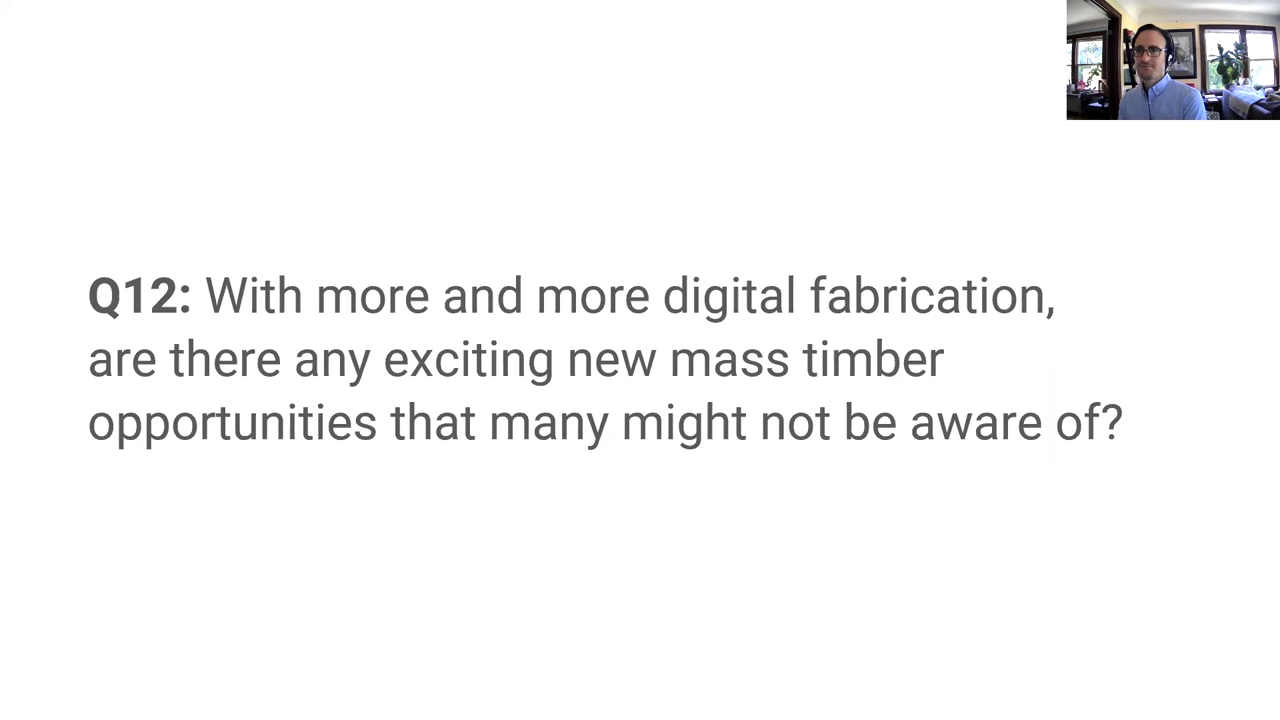 Q12: With more and more digital fabrication,
are there any exciting new mass timber
opportunities that many might not be aware of?